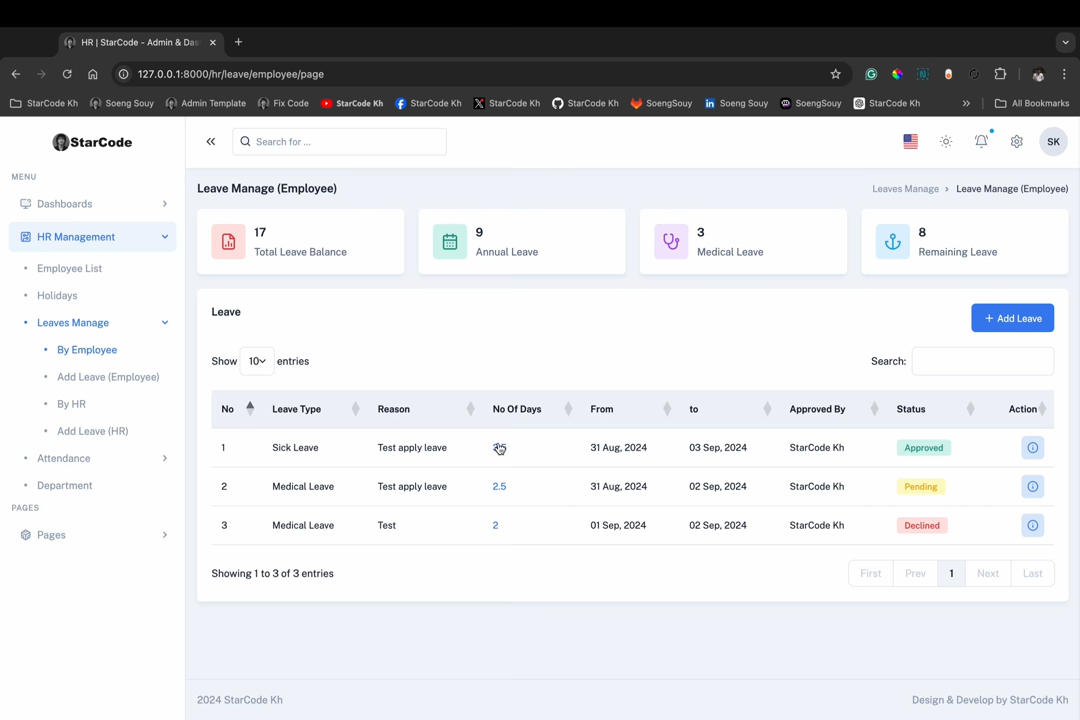 HR | StarCode - Admin & Das
127.0.0.1:8000/hr/leave/employee/page
StarCode Kh
Soeng Souy
Admin Template
Fix Code
StarCode Kh
StarCode Kh
StarCode Kh
StarCode Kh
SoengSouy
Soeng Souy
SoengSouy
StarCode Kh
All Bookmarks
StarCode
Search for ...
SK
MENU
Dashboards
HR Management
Employee List
Holidays
Leaves Manage
By Employee
Add Leave (Employee)
By HR
Add Leave (HR)
Attendance
Department
PAGES
Pages
Leave Manage (Employee)
Leaves Manage
Leave Manage (Employee)
17
Total Leave Balance
9
Annual Leave
3
Medical Leave
8
Remaining Leave
Leave
+ Add Leave
Show 10 entries
Search:
No Leave Type Reason No Of Days From to Approved By Status Action
1 Sick Leave Test apply leave 31 Aug, 2024 03 Sep, 2024 StarCode Kh Approved
2 Medical Leave Test apply leave 2.5 31 Aug, 2024 02 Sep, 2024 StarCode Kh Pending
3 Medical Leave Test 2 01 Sep, 2024 02 Sep, 2024 StarCode Kh Declined
Showing 1 to 3 of 3 entries
First Prev 1 Next Last
2024 StarCode Kh
Design & Develop by StarCode Kh